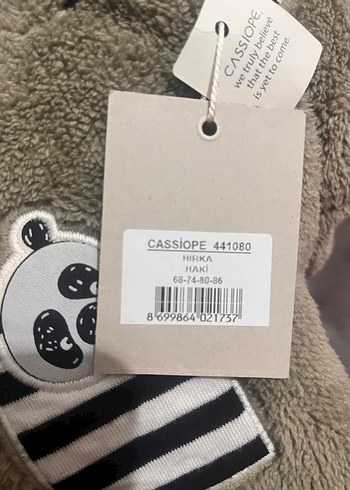 CASSIOPE,
we truly believe
that the best
is yet to come.
CASSİOPE 441080
HIRKA
HAKİ
68-74-80-86
8 699864 021737